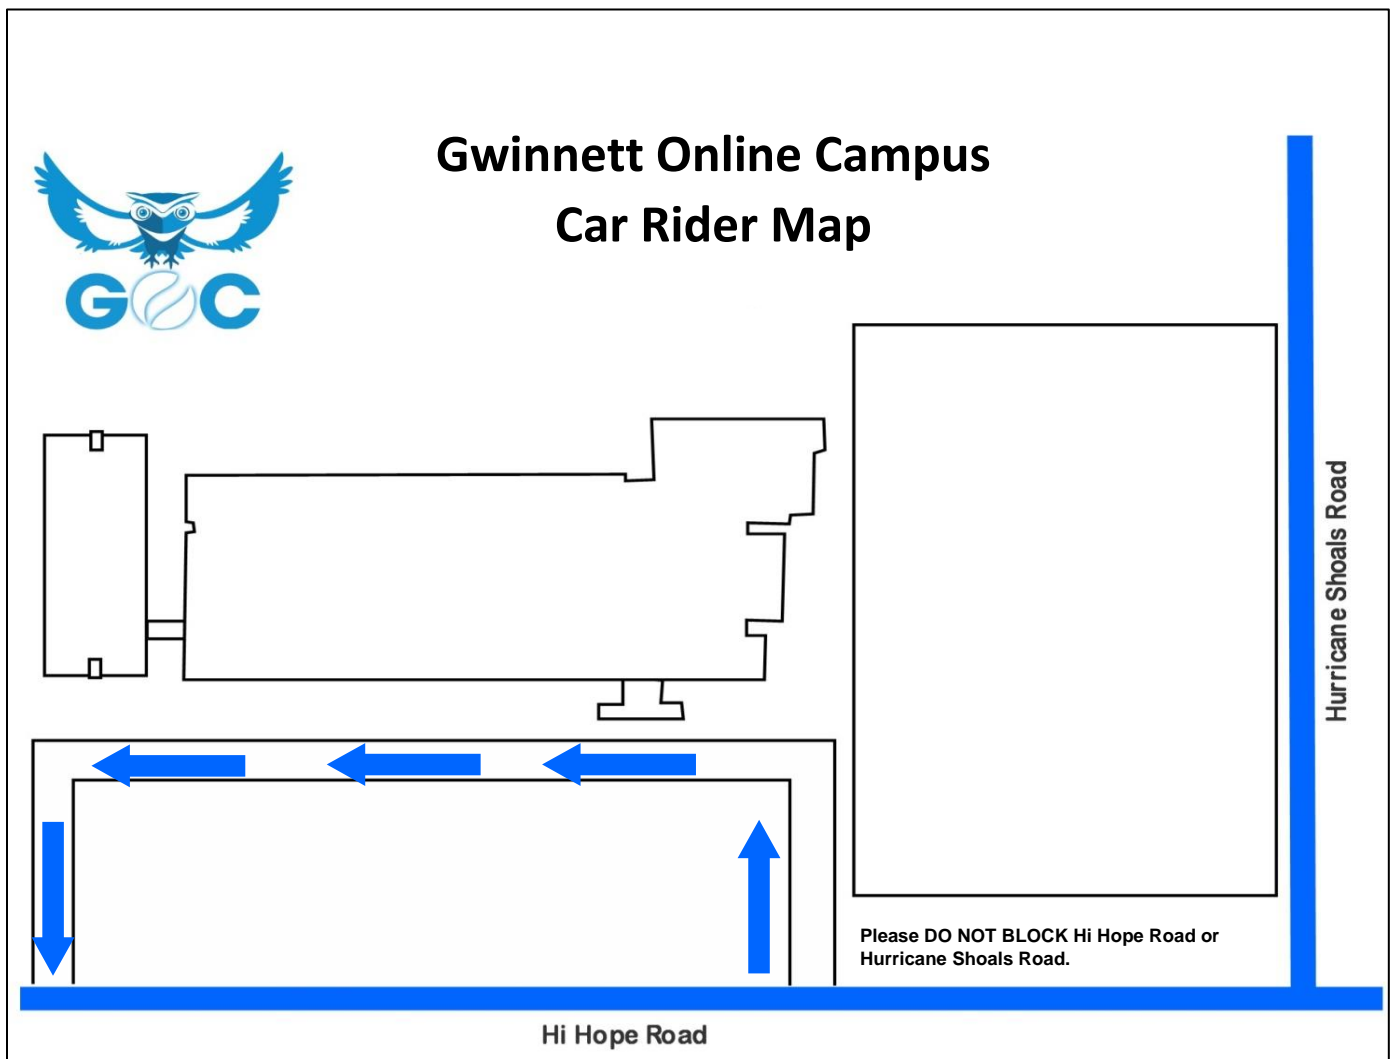 Gwinnett Online Campus
Car Rider Map
GOC
Hurricane Shoals Road
Please DO NOT BLOCK Hi Hope Road or
Hurricane Shoals Road.
Hi Hope Road